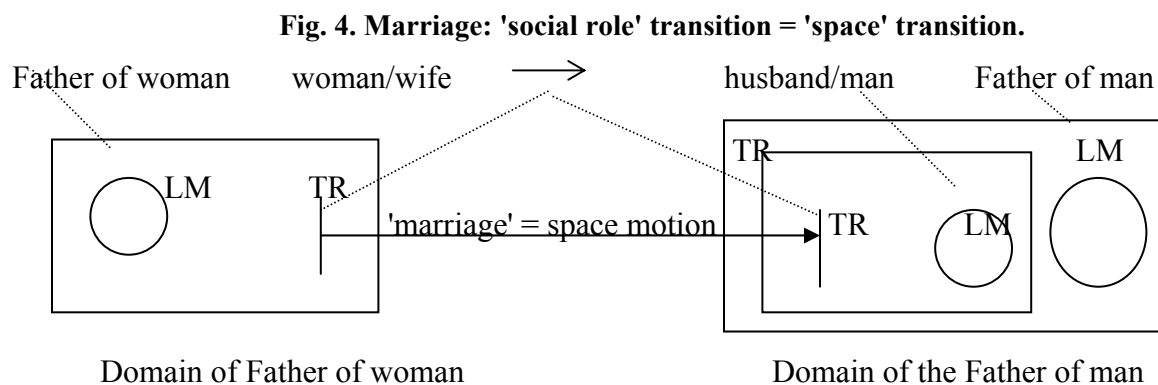 Fig. 4. Marriage: 'social role' transition = 'space' transition.
Father of woman woman/wife husband/man Father of man
TR LM
LM TR
'marriage' = space motion TR LM
Domain of Father of woman Domain of the Father of man